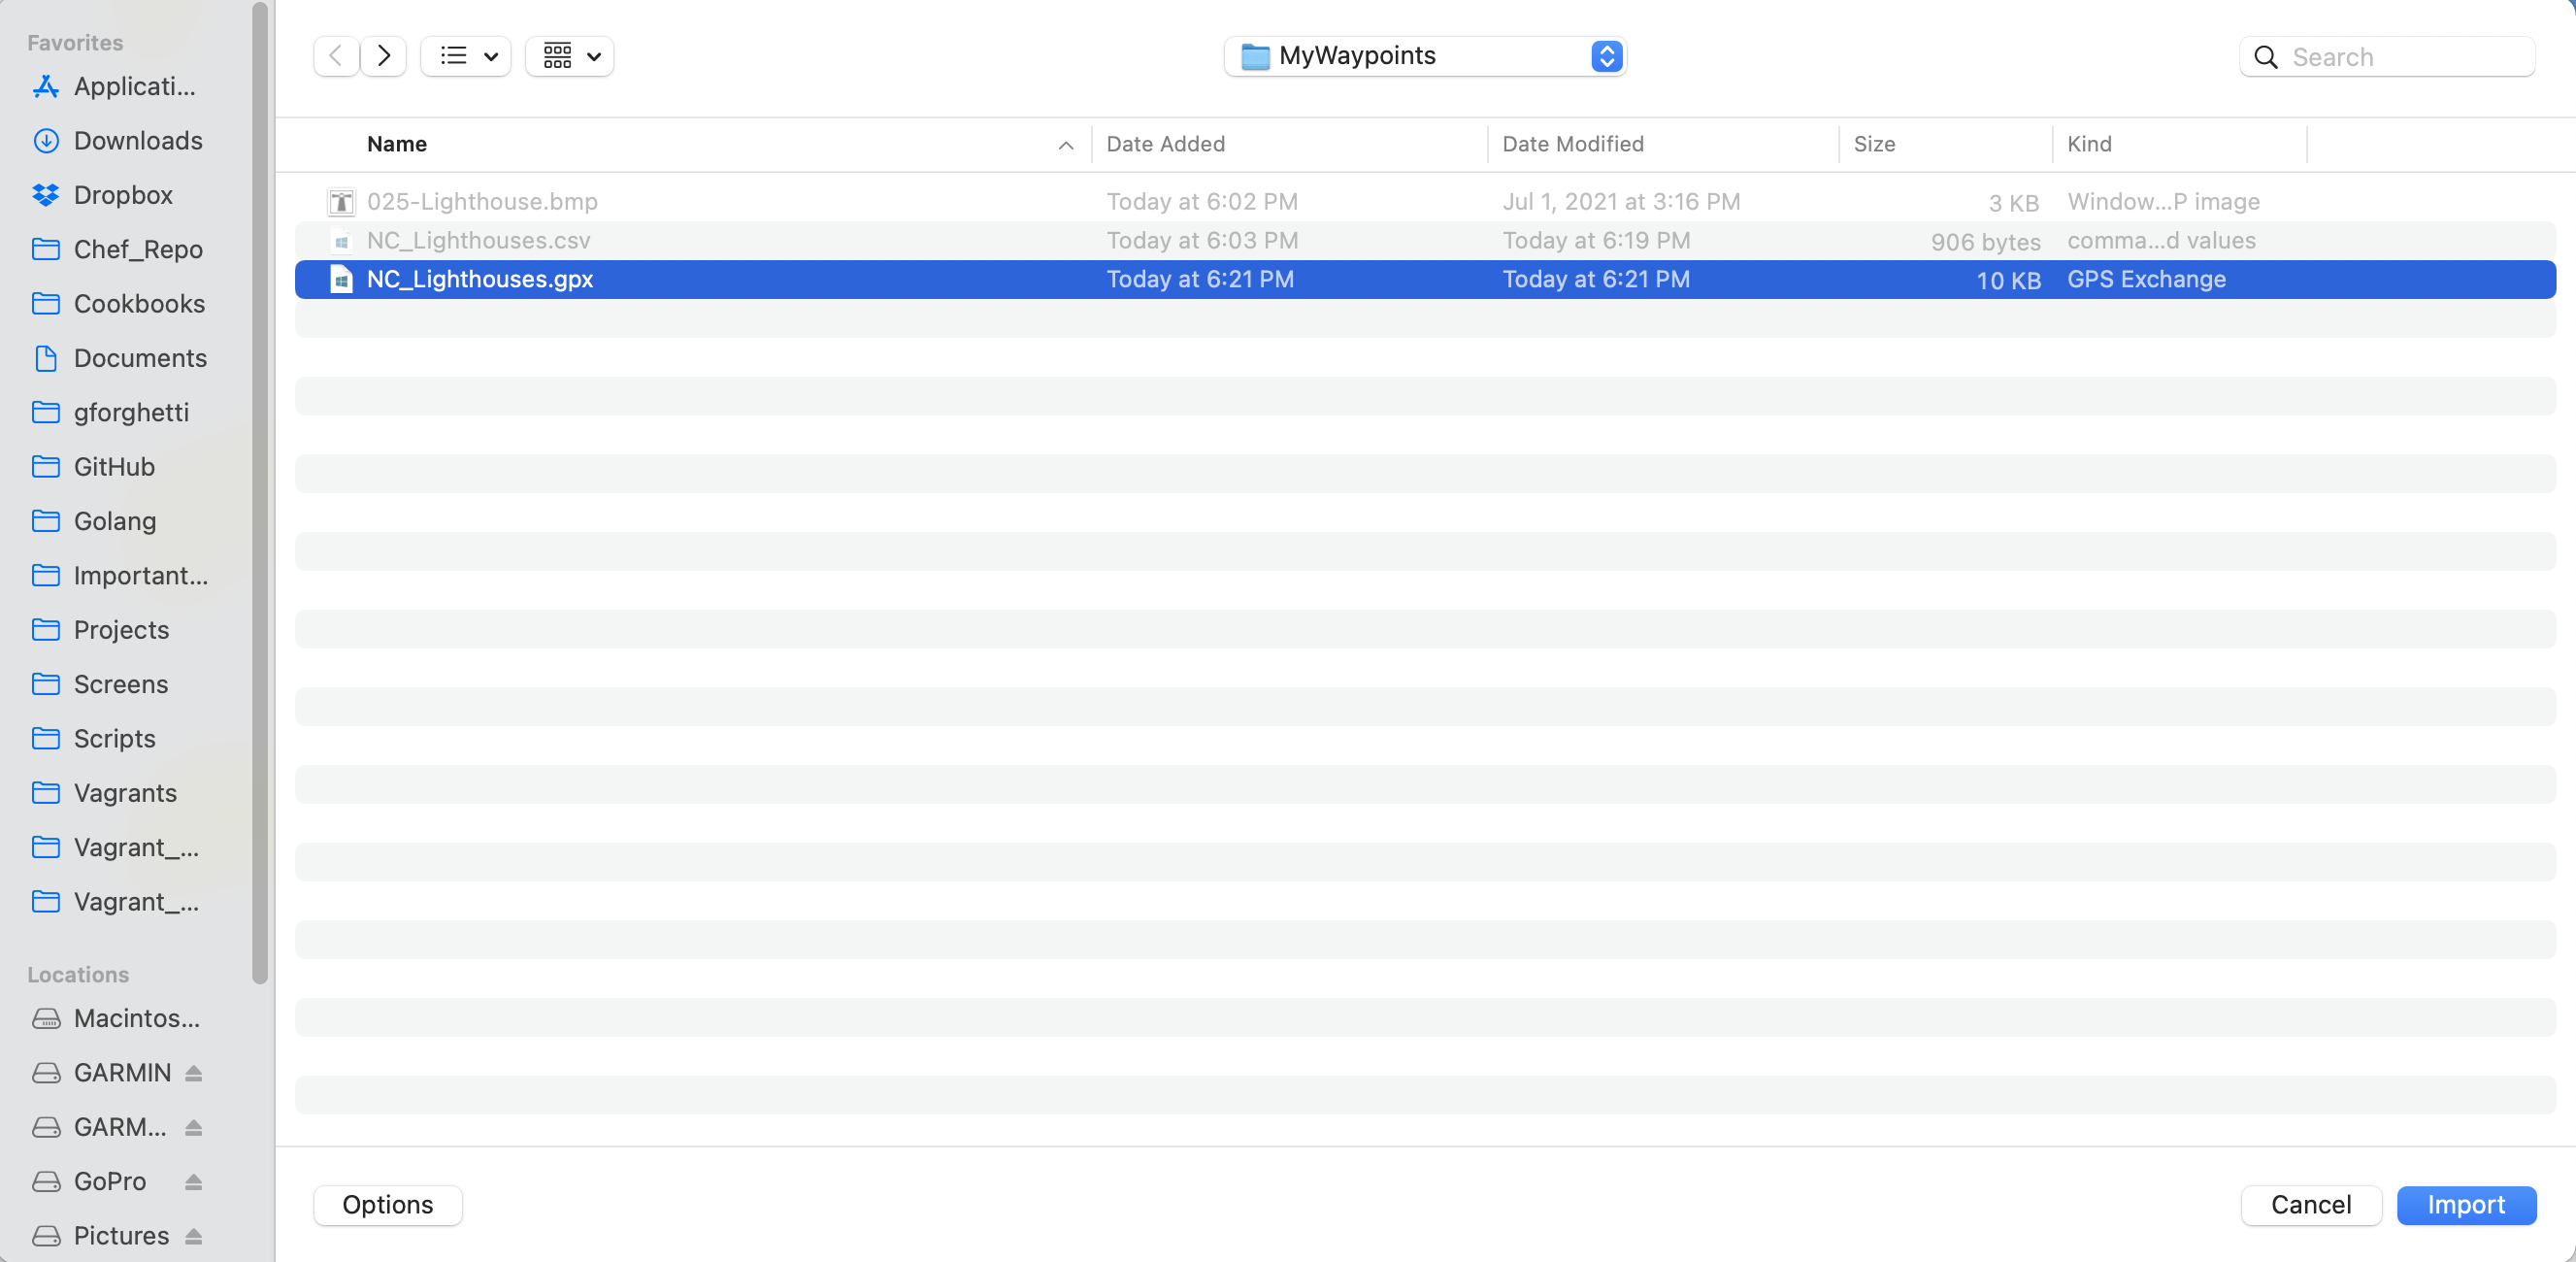 Favorites
Applicati...
Downloads
Dropbox
Chef_Repo
Cookbooks
Documents
gforghetti
GitHub
Golang
Important...
Projects
Screens
Scripts
Vagrants
Vagrant_...
Vagrant_...
Locations
Macintos...
GARMIN
GARM...
GoPro
Pictures
MyWaypoints
Search
Name Date Added Date Modified Size Kind
025-Lighthouse.bmp Today at 6:02 PM Jul 1, 2021 at 3:16 PM 3 KB Window...P image
NC_Lighthouses.csv Today at 6:03 PM Today at 6:19 PM 906 bytes comma...d values
NC_Lighthouses.gpx Today at 6:21 PM Today at 6:21 PM 10 KB GPS Exchange
Options Cancel Import